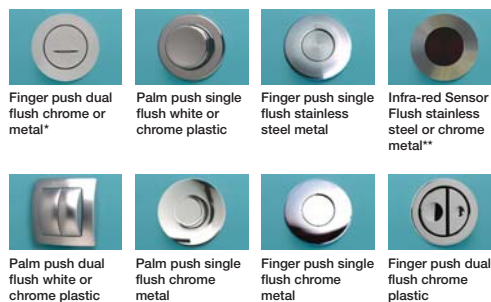 Finger push dual
flush chrome or
metal*
Palm push single
flush white or
chrome plastic
Finger push single
flush stainless
steel metal
Infra-red Sensor
Flush stainless
steel or chrome
metal**
Palm push dual
flush white or
chrome plastic
Palm push single
flush chrome
metal
Finger push single
flush chrome
metal
Finger push dual
flush chrome
plastic